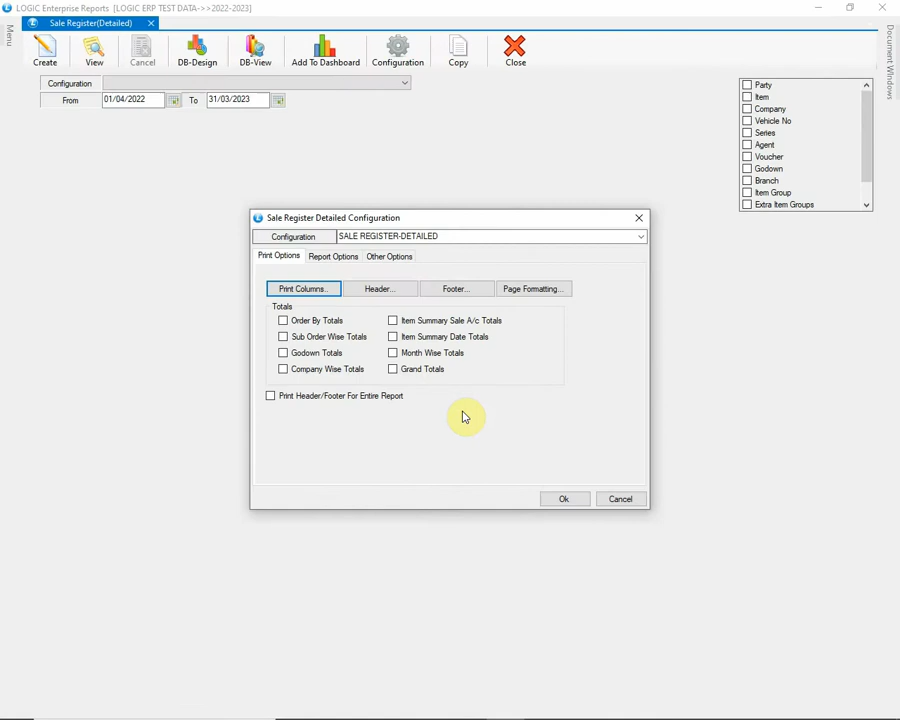 LOGIC Enterprise Reports [LOGIC ERP TEST DATA->>2022-2023]
Menu
Sale Register(Detailed)
Document Windows
Create
View
Cancel
DB-Design
DB-View
Add To Dashboard
Configuration
Copy
Close
Configuration
From 01/04/2022 To 31/03/2023
Party
Item
Company
Vehicle No
Series
Agent
Voucher
Godown
Branch
Item Group
Extra Item Groups
Sale Register Detailed Configuration
Configuration SALE REGISTER-DETAILED
Print Options Report Options Other Options
Print Columns.. Header... Footer... Page Formatting...
Totals
Order By Totals Item Summary Sale A/c Totals
Sub Order Wise Totals Item Summary Date Totals
Godown Totals Month Wise Totals
Company Wise Totals Grand Totals
Print Header/Footer For Entire Report
Ok Cancel